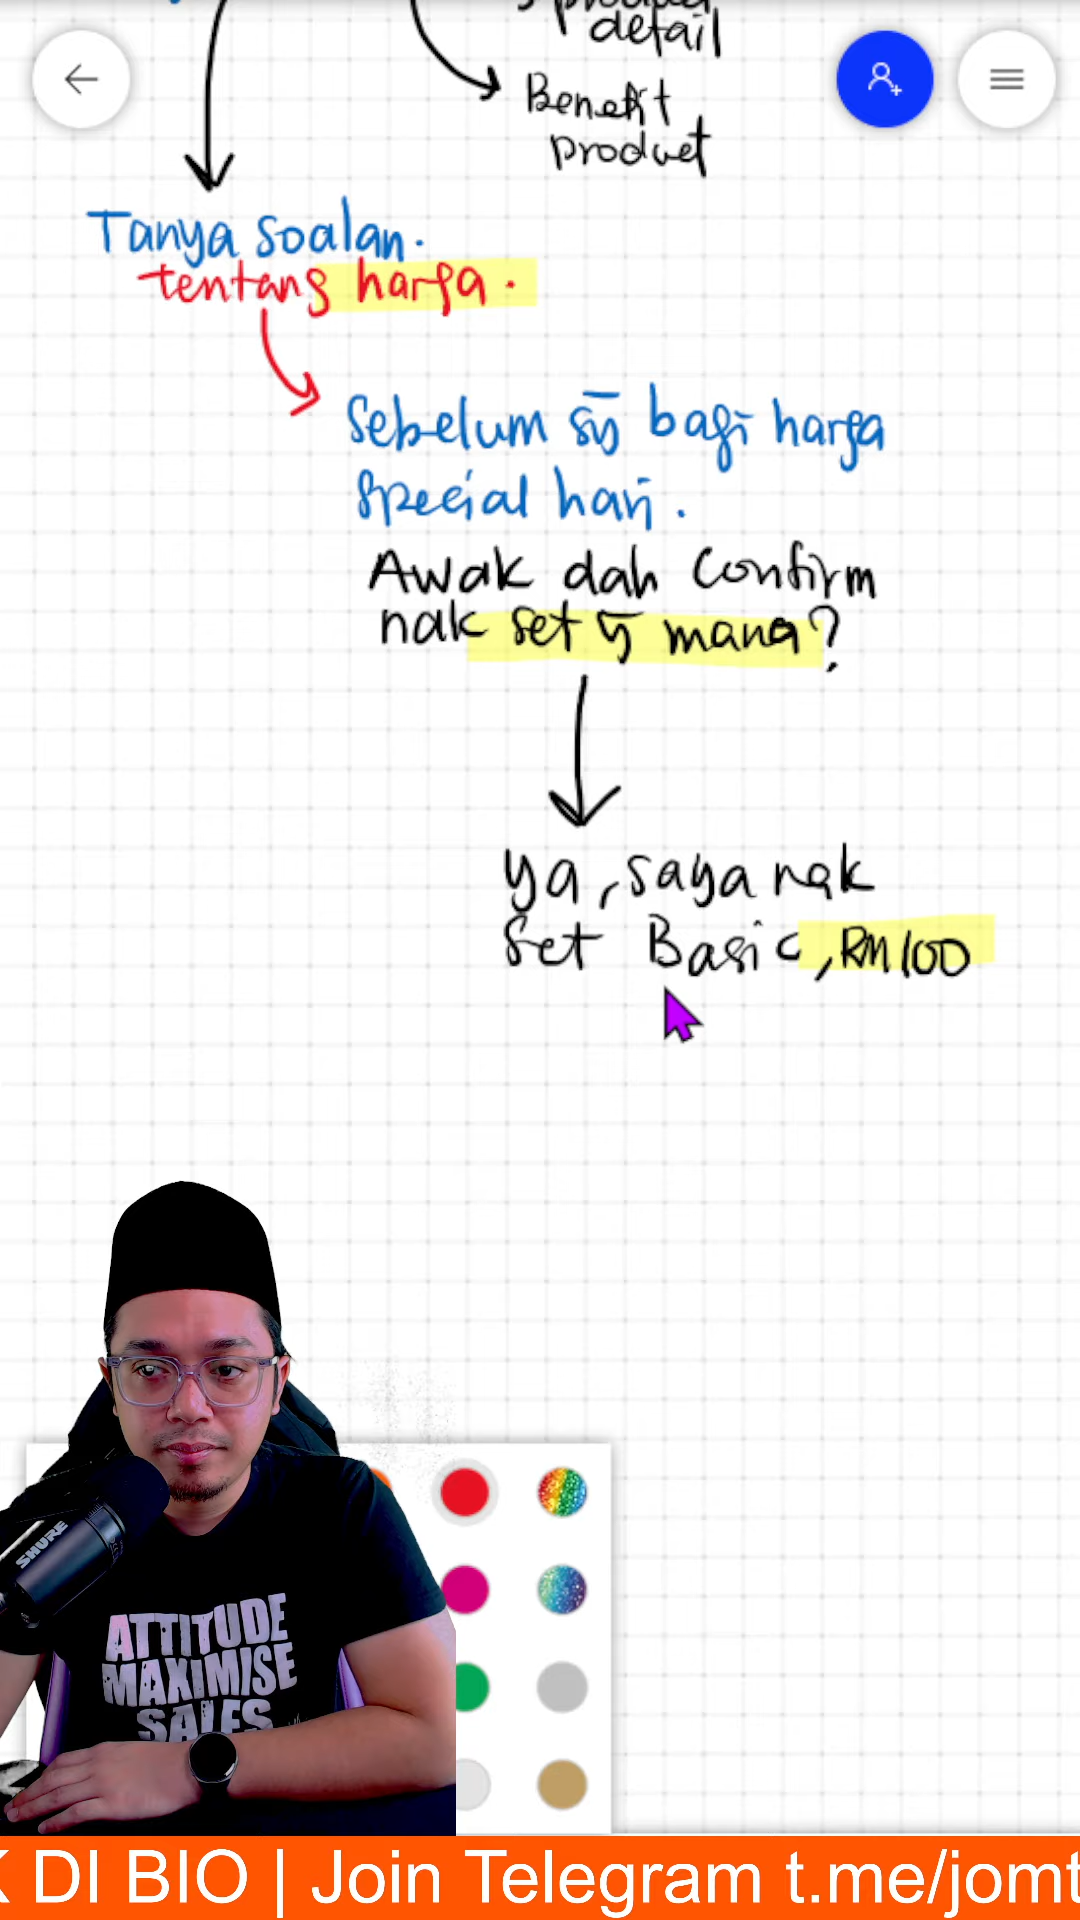 product
detail
Benefit
product
Tanya soalan.
tentang harga.
Sebelum sy bagi harga
special hari.
Awak dah confirm
nak set yg mana?
ya, saya nak
Set Basic, RM100
SHURE
ATTITUDE
MAXIMISE
SALES
DI BIO | Join Telegram t.me/jomt